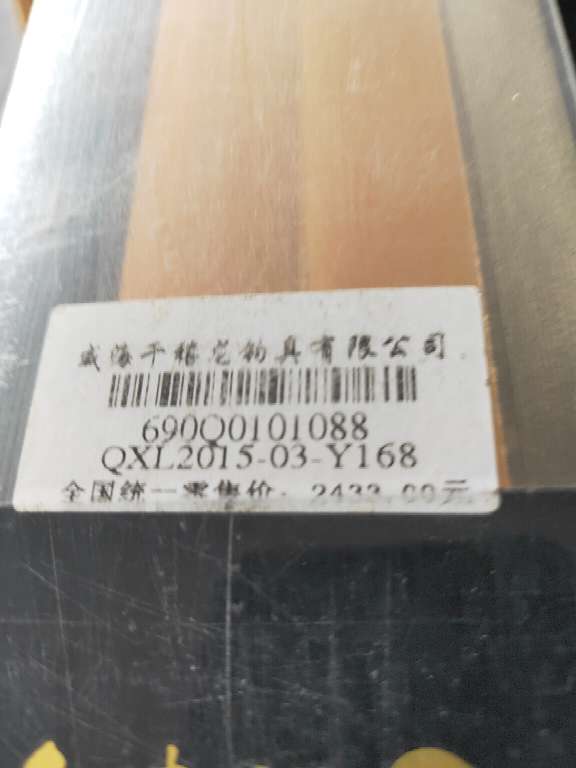 威海千稽龙钓具有限公司
690Q0101088
QXL2015-03-Y168
全国统一零售价: 2433.00元